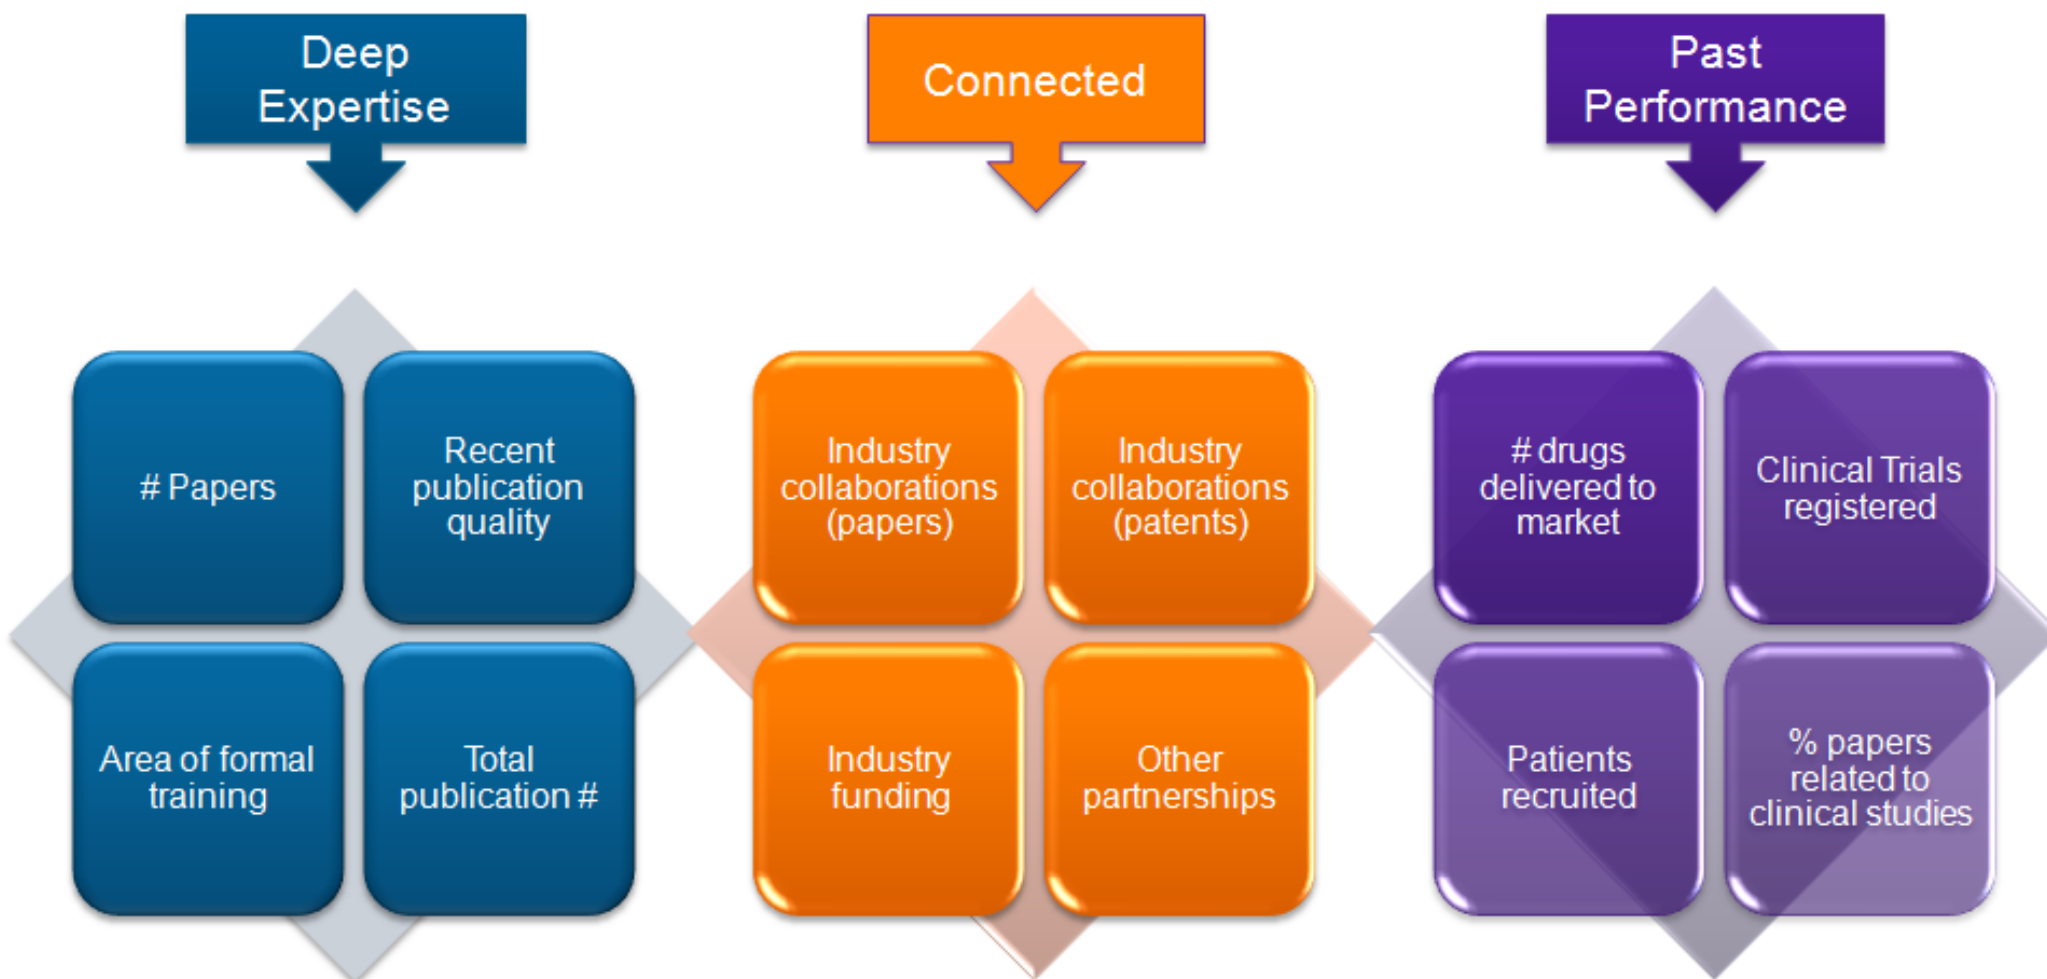 Deep
Expertise
Connected
Past
Performance
# Papers
Recent
publication
quality
Area of formal
training
Total
publication #
Industry
collaborations
(papers)
Industry
collaborations
(patents)
Industry
funding
Other
partnerships
# drugs
delivered to
market
Clinical Trials
registered
Patients
recruited
% papers
related to
clinical studies